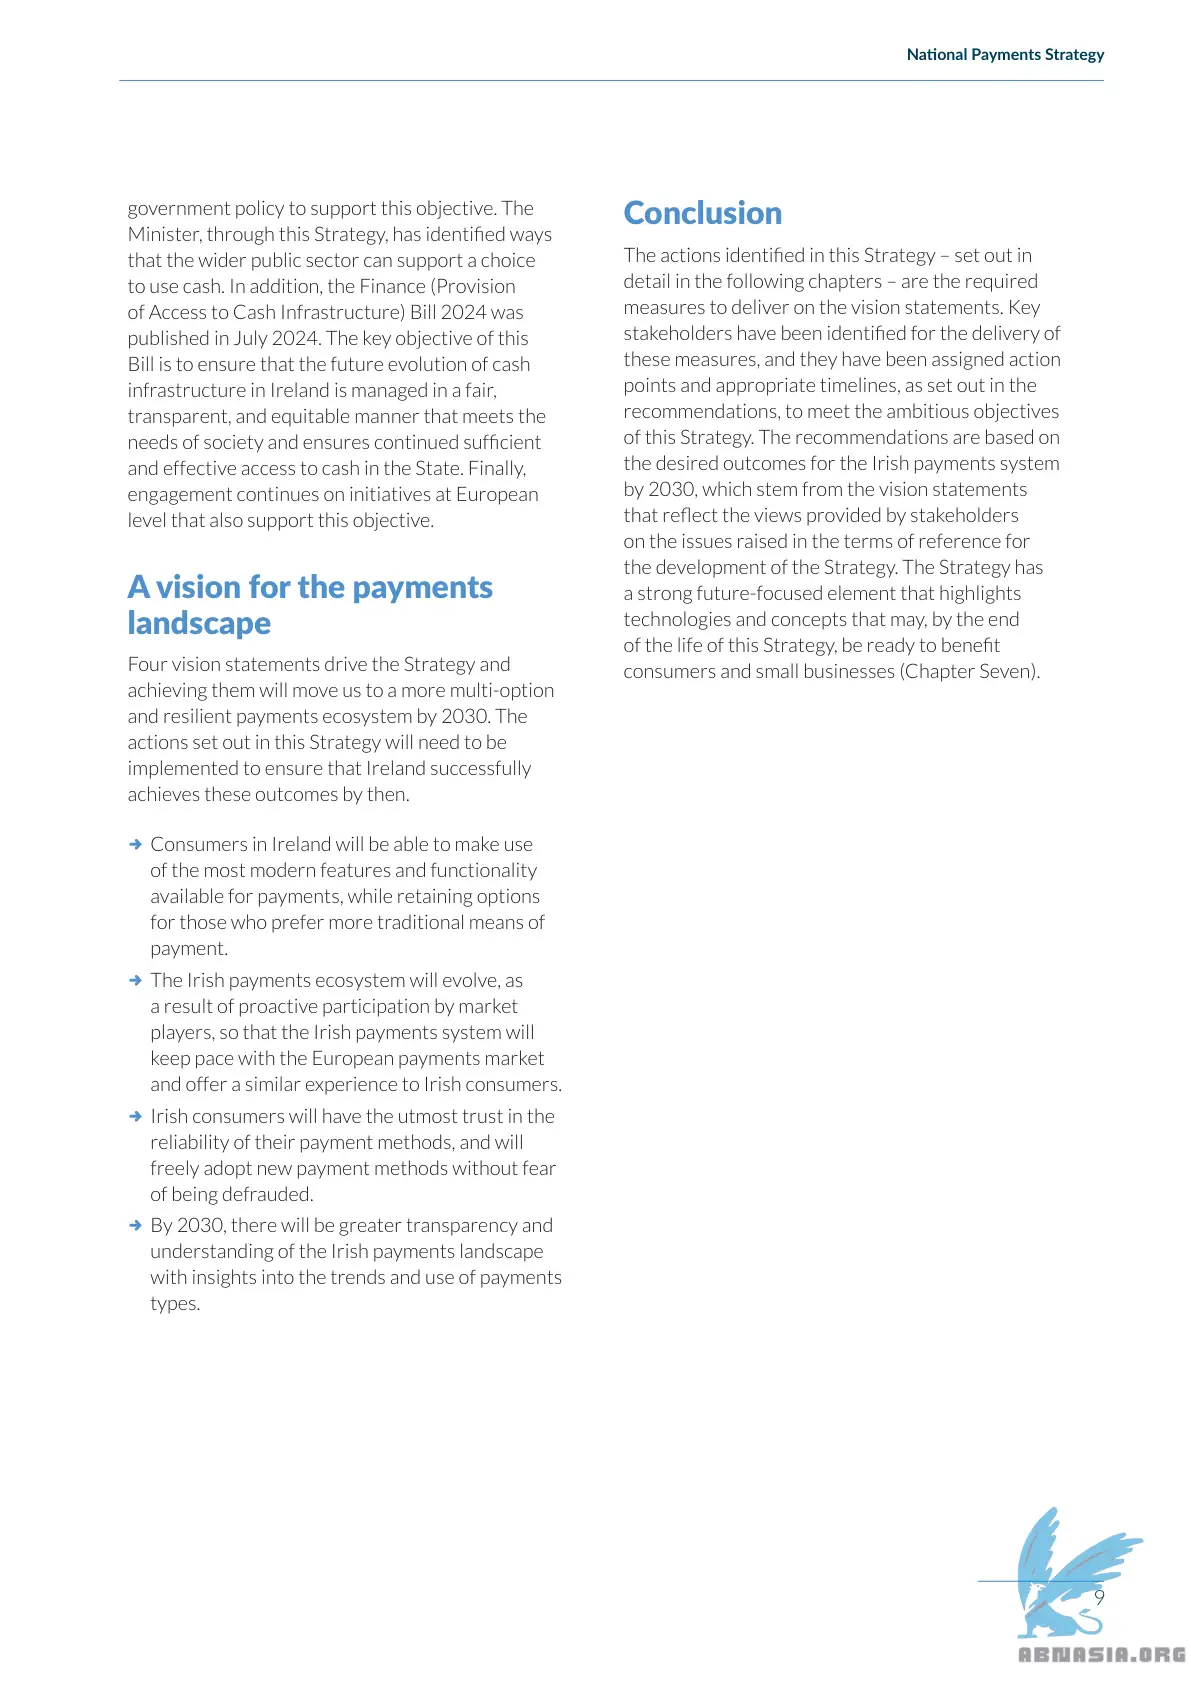 National Payments Strategy
government policy to support this objective. The
Minister, through this Strategy, has identified ways
that the wider public sector can support a choice
to use cash. In addition, the Finance (Provision
of Access to Cash Infrastructure) Bill 2024 was
published in July 2024. The key objective of this
Bill is to ensure that the future evolution of cash
infrastructure in Ireland is managed in a fair,
transparent, and equitable manner that meets the
needs of society and ensures continued sufficient
and effective access to cash in the State. Finally,
engagement continues on initiatives at European
level that also support this objective.
A vision for the payments
landscape
Four vision statements drive the Strategy and
achieving them will move us to a more multi-option
and resilient payments ecosystem by 2030. The
actions set out in this Strategy will need to be
implemented to ensure that Ireland successfully
achieves these outcomes by then.
➜ Consumers in Ireland will be able to make use
of the most modern features and functionality
available for payments, while retaining options
for those who prefer more traditional means of
payment.
➜ The Irish payments ecosystem will evolve, as
a result of proactive participation by market
players, so that the Irish payments system will
keep pace with the European payments market
and offer a similar experience to Irish consumers.
➜ Irish consumers will have the utmost trust in the
reliability of their payment methods, and will
freely adopt new payment methods without fear
of being defrauded.
➜ By 2030, there will be greater transparency and
understanding of the Irish payments landscape
with insights into the trends and use of payments
types.
Conclusion
The actions identified in this Strategy – set out in
detail in the following chapters – are the required
measures to deliver on the vision statements. Key
stakeholders have been identified for the delivery of
these measures, and they have been assigned action
points and appropriate timelines, as set out in the
recommendations, to meet the ambitious objectives
of this Strategy. The recommendations are based on
the desired outcomes for the Irish payments system
by 2030, which stem from the vision statements
that reflect the views provided by stakeholders
on the issues raised in the terms of reference for
the development of the Strategy. The Strategy has
a strong future-focused element that highlights
technologies and concepts that may, by the end
of the life of this Strategy, be ready to benefit
consumers and small businesses (Chapter Seven).
9
ABNASIA.ORG